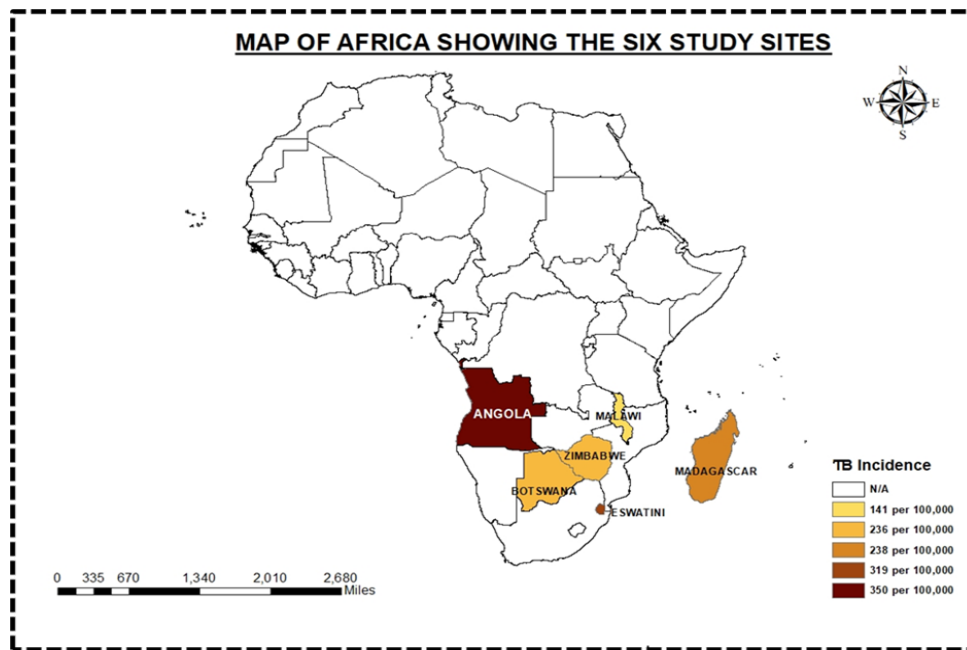 MAP OF AFRICA SHOWING THE SIX STUDY SITES
N
W E
S
ANGOLA
MALAWI
ZIMBABWE
MADAGASCAR
BOTSWANA
ESWATINI
TB Incidence
N/A
141 per 100,000
236 per 100,000
238 per 100,000
319 per 100,000
350 per 100,000
0 335 670 1,340 2,010 2,680
Miles